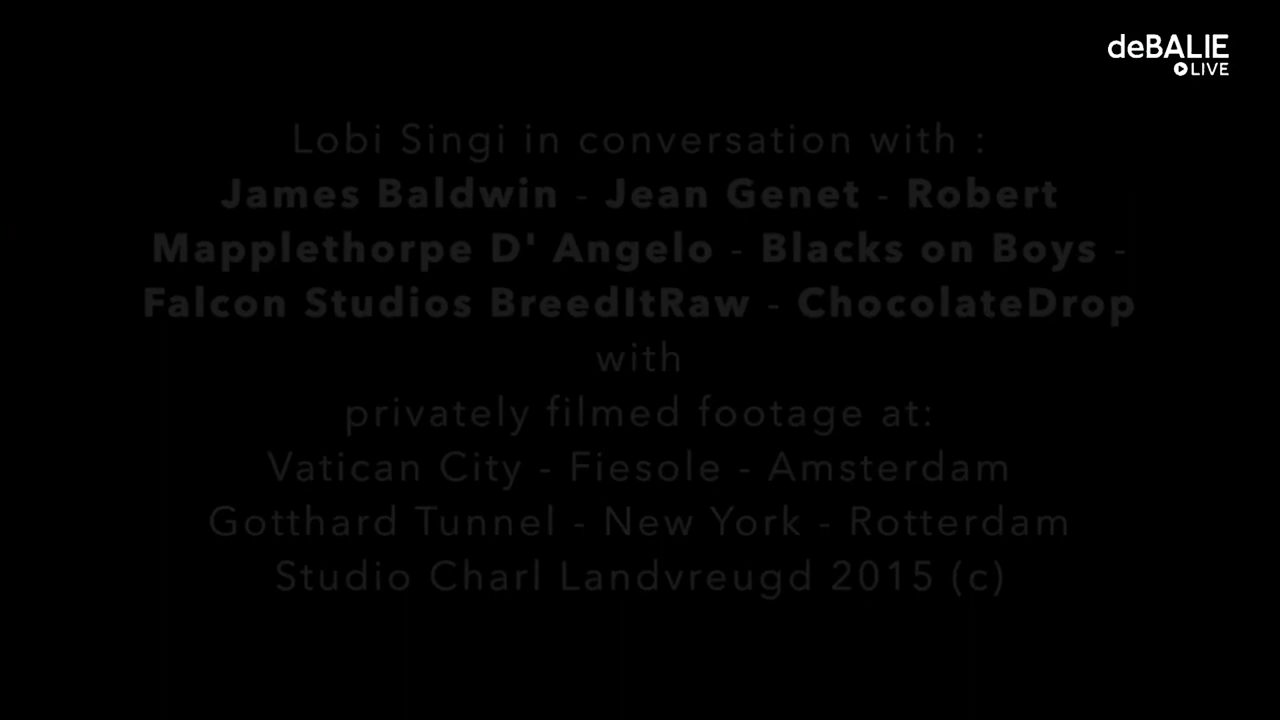 deBALIE
LIVE
Lobi Singi in conversation with :
James Baldwin - Jean Genet - Robert
Mapplethorpe D' Angelo - Blacks on Boys -
Falcon Studios BreedItRaw - ChocolateDrop
with
privately filmed footage at:
Vatican City - Fiesole - Amsterdam
Gotthard Tunnel - New York - Rotterdam
Studio Charl Landvreugd 2015 (c)